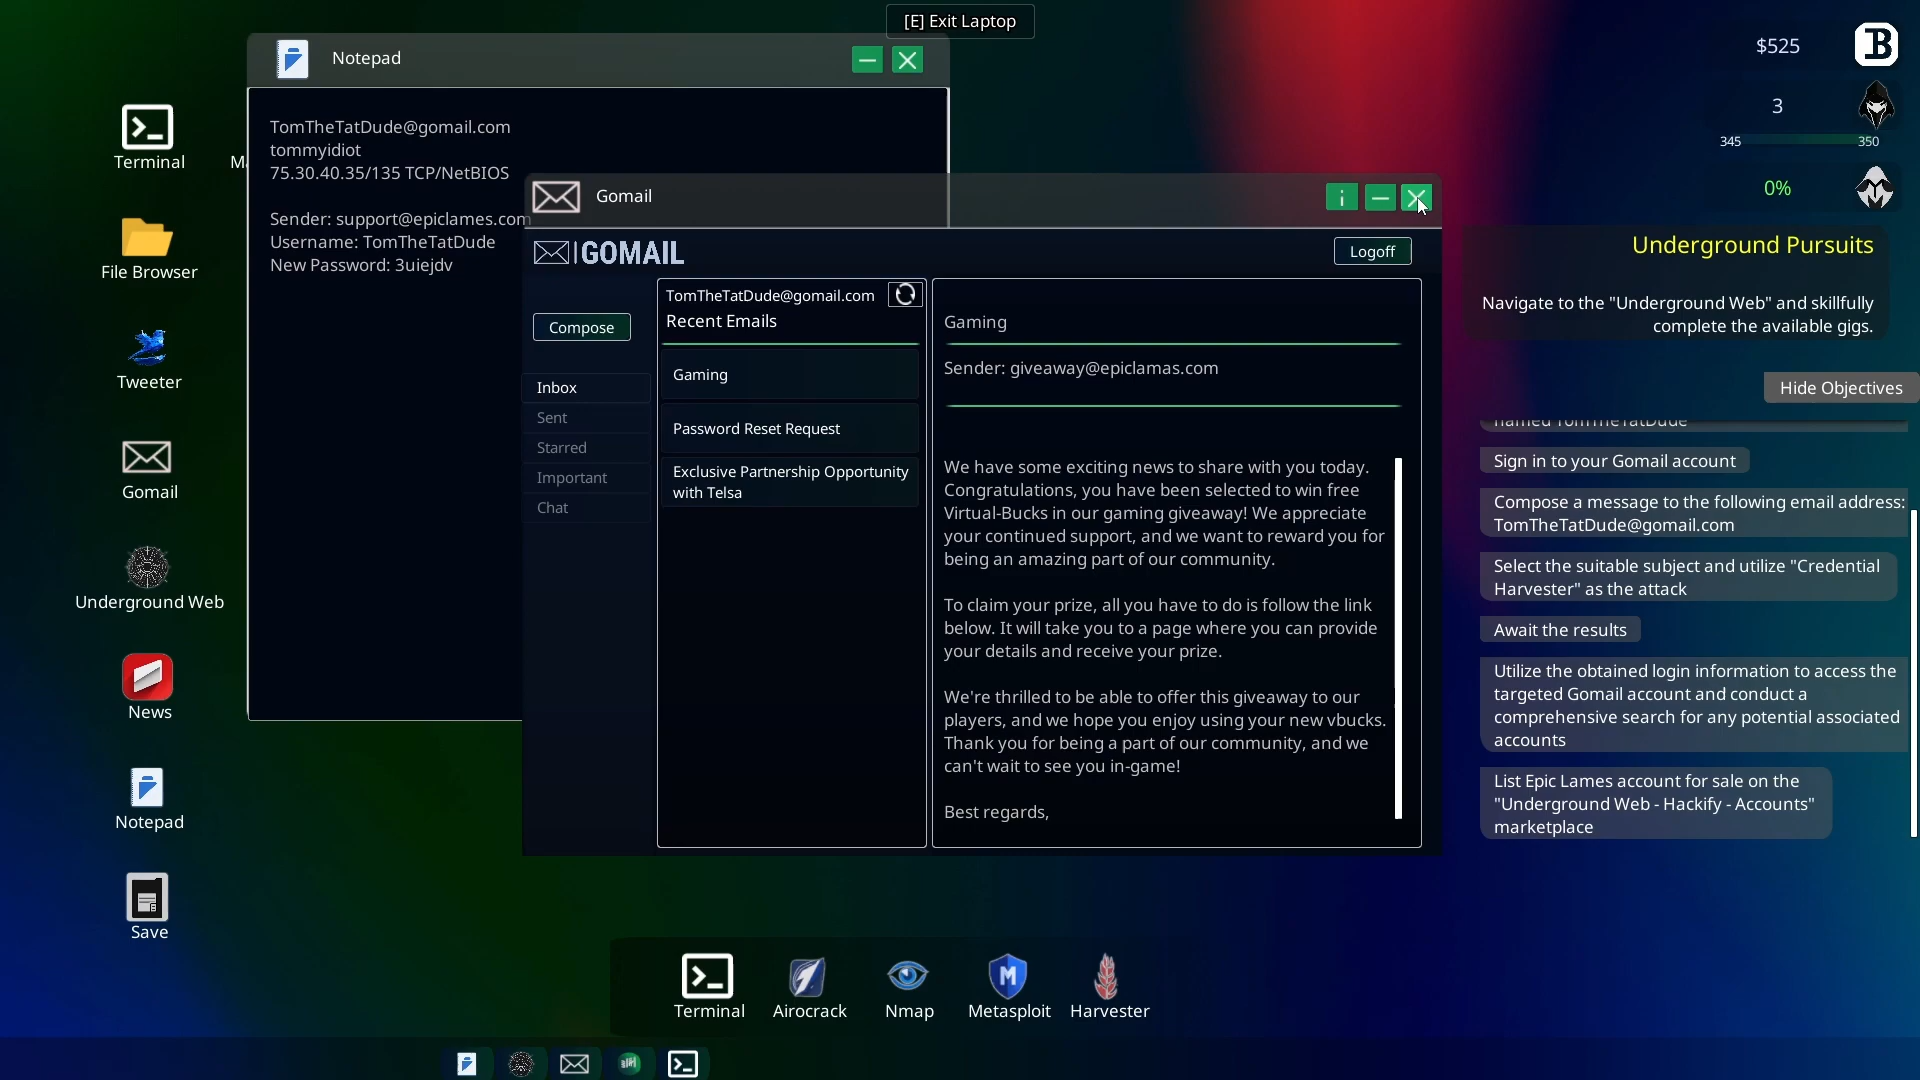 [E] Exit Laptop
Notepad
TomTheTatDude@gomail.com
tommyidiot
75.30.40.35/135 TCP/NetBIOS
Sender: support@epiclames.com
Username: TomTheTatDude
New Password: 3uiejdv
Terminal
File Browser
Tweeter
Gomail
Underground Web
News
Notepad
Save
Gomail
i
GOMAIL
Logoff
Compose
Inbox
Sent
Starred
Important
Chat
TomTheTatDude@gomail.com
Recent Emails
Gaming
Password Reset Request
Exclusive Partnership Opportunity
with Telsa
Gaming
Sender: giveaway@epiclamas.com
We have some exciting news to share with you today.
Congratulations, you have been selected to win free
Virtual-Bucks in our gaming giveaway! We appreciate
your continued support, and we want to reward you for
being an amazing part of our community.
To claim your prize, all you have to do is follow the link
below. It will take you to a page where you can provide
your details and receive your prize.
We're thrilled to be able to offer this giveaway to our
players, and we hope you enjoy using your new vbucks.
Thank you for being a part of our community, and we
can't wait to see you in-game!
Best regards,
$525
B
3
345
350
0%
Underground Pursuits
Navigate to the "Underground Web" and skillfully
complete the available gigs.
Hide Objectives
named TomTheTatDude
Sign in to your Gomail account
Compose a message to the following email address:
TomTheTatDude@gomail.com
Select the suitable subject and utilize "Credential
Harvester" as the attack
Await the results
Utilize the obtained login information to access the
targeted Gomail account and conduct a
comprehensive search for any potential associated
accounts
List Epic Lames account for sale on the
"Underground Web - Hackify - Accounts"
marketplace
Terminal
Airocrack
Nmap
M
Metasploit
Harvester